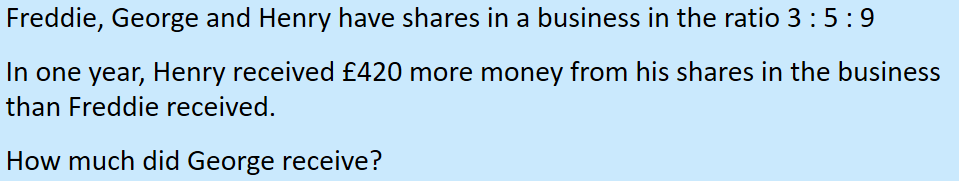 Freddie, George and Henry have shares in a business in the ratio 3 : 5 : 9
In one year, Henry received £420 more money from his shares in the business
than Freddie received.
How much did George receive?